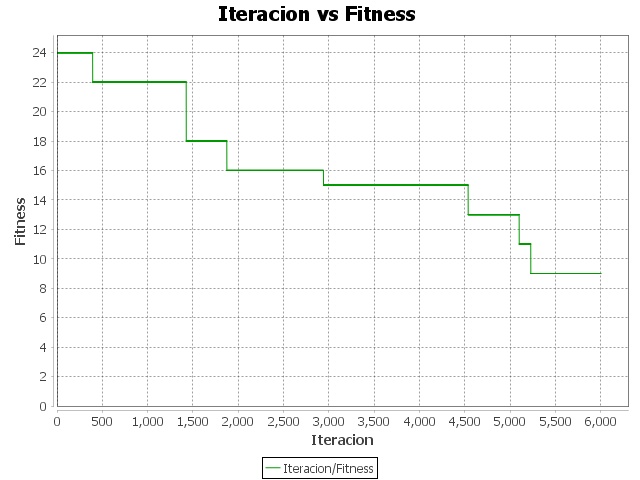 Iteracion vs Fitness
24
22
20
18
16
14
12
10
8
6
4
2
0
Fitness
0 500 1,000 1,500 2,000 2,500 3,000 3,500 4,000 4,500 5,000 5,500 6,000
Iteracion
Iteracion/Fitness